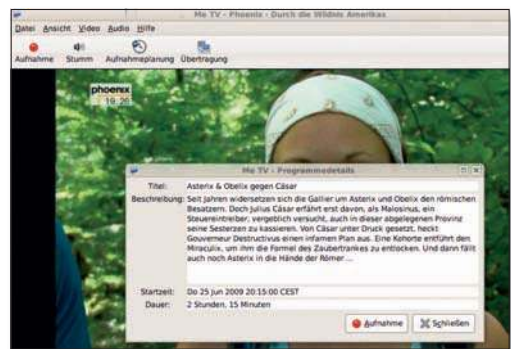 Me TV - Phoenix - Durch die Wildnis Amerikas
Datei Ansicht Video Audio Hilfe
Aufnahme Stumm Aufnahmeplanung Übertragung
phoenix
19.26
Me TV - Programmdetails
Titel: Asterix & Obelix gegen Cäsar
Beschreibung: Seit Jahren widersetzen sich die Gallier um Asterix und Obelix den römischen
Besatzern. Doch Julius Cäsar erfährt erst davon, als Malosinus, ein
Steuereintreiber, vergeblich versucht, auch in dieser abgelegenen Provinz
seine Sesterzen zu kassieren. Von Cäsar unter Druck gesetzt, heckt
Gouverneur Destructivus einen infamen Plan aus. Eine Kohorte entführt den
Miraculix, um ihm die Formel des Zaubertrankes zu entlocken. Und dann fällt
auch noch Asterix in die Hände der Römer ...
Startzeit: Do 25 Jun 2009 20:15:00 CEST
Dauer: 2 Stunden, 15 Minuten
Aufnahme Schließen